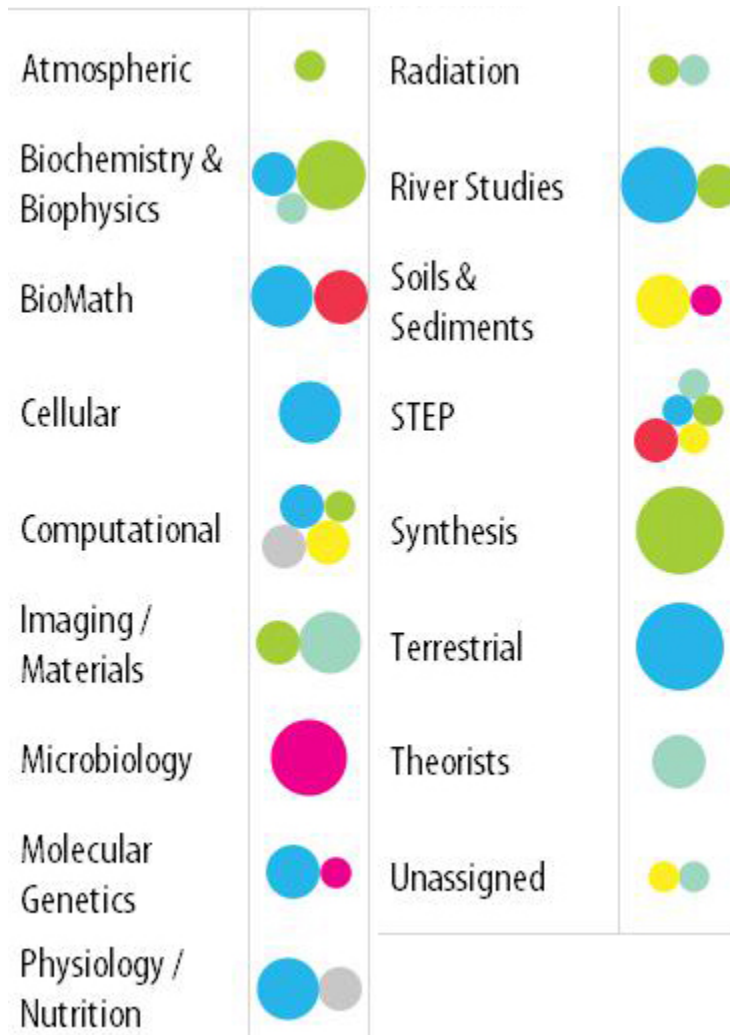 Atmospheric
Biochemistry &
Biophysics
BioMath
Cellular
Computational
Imaging /
Materials
Microbiology
Molecular
Genetics
Physiology /
Nutrition
Radiation
River Studies
Soils &
Sediments
STEP
Synthesis
Terrestrial
Theorists
Unassigned